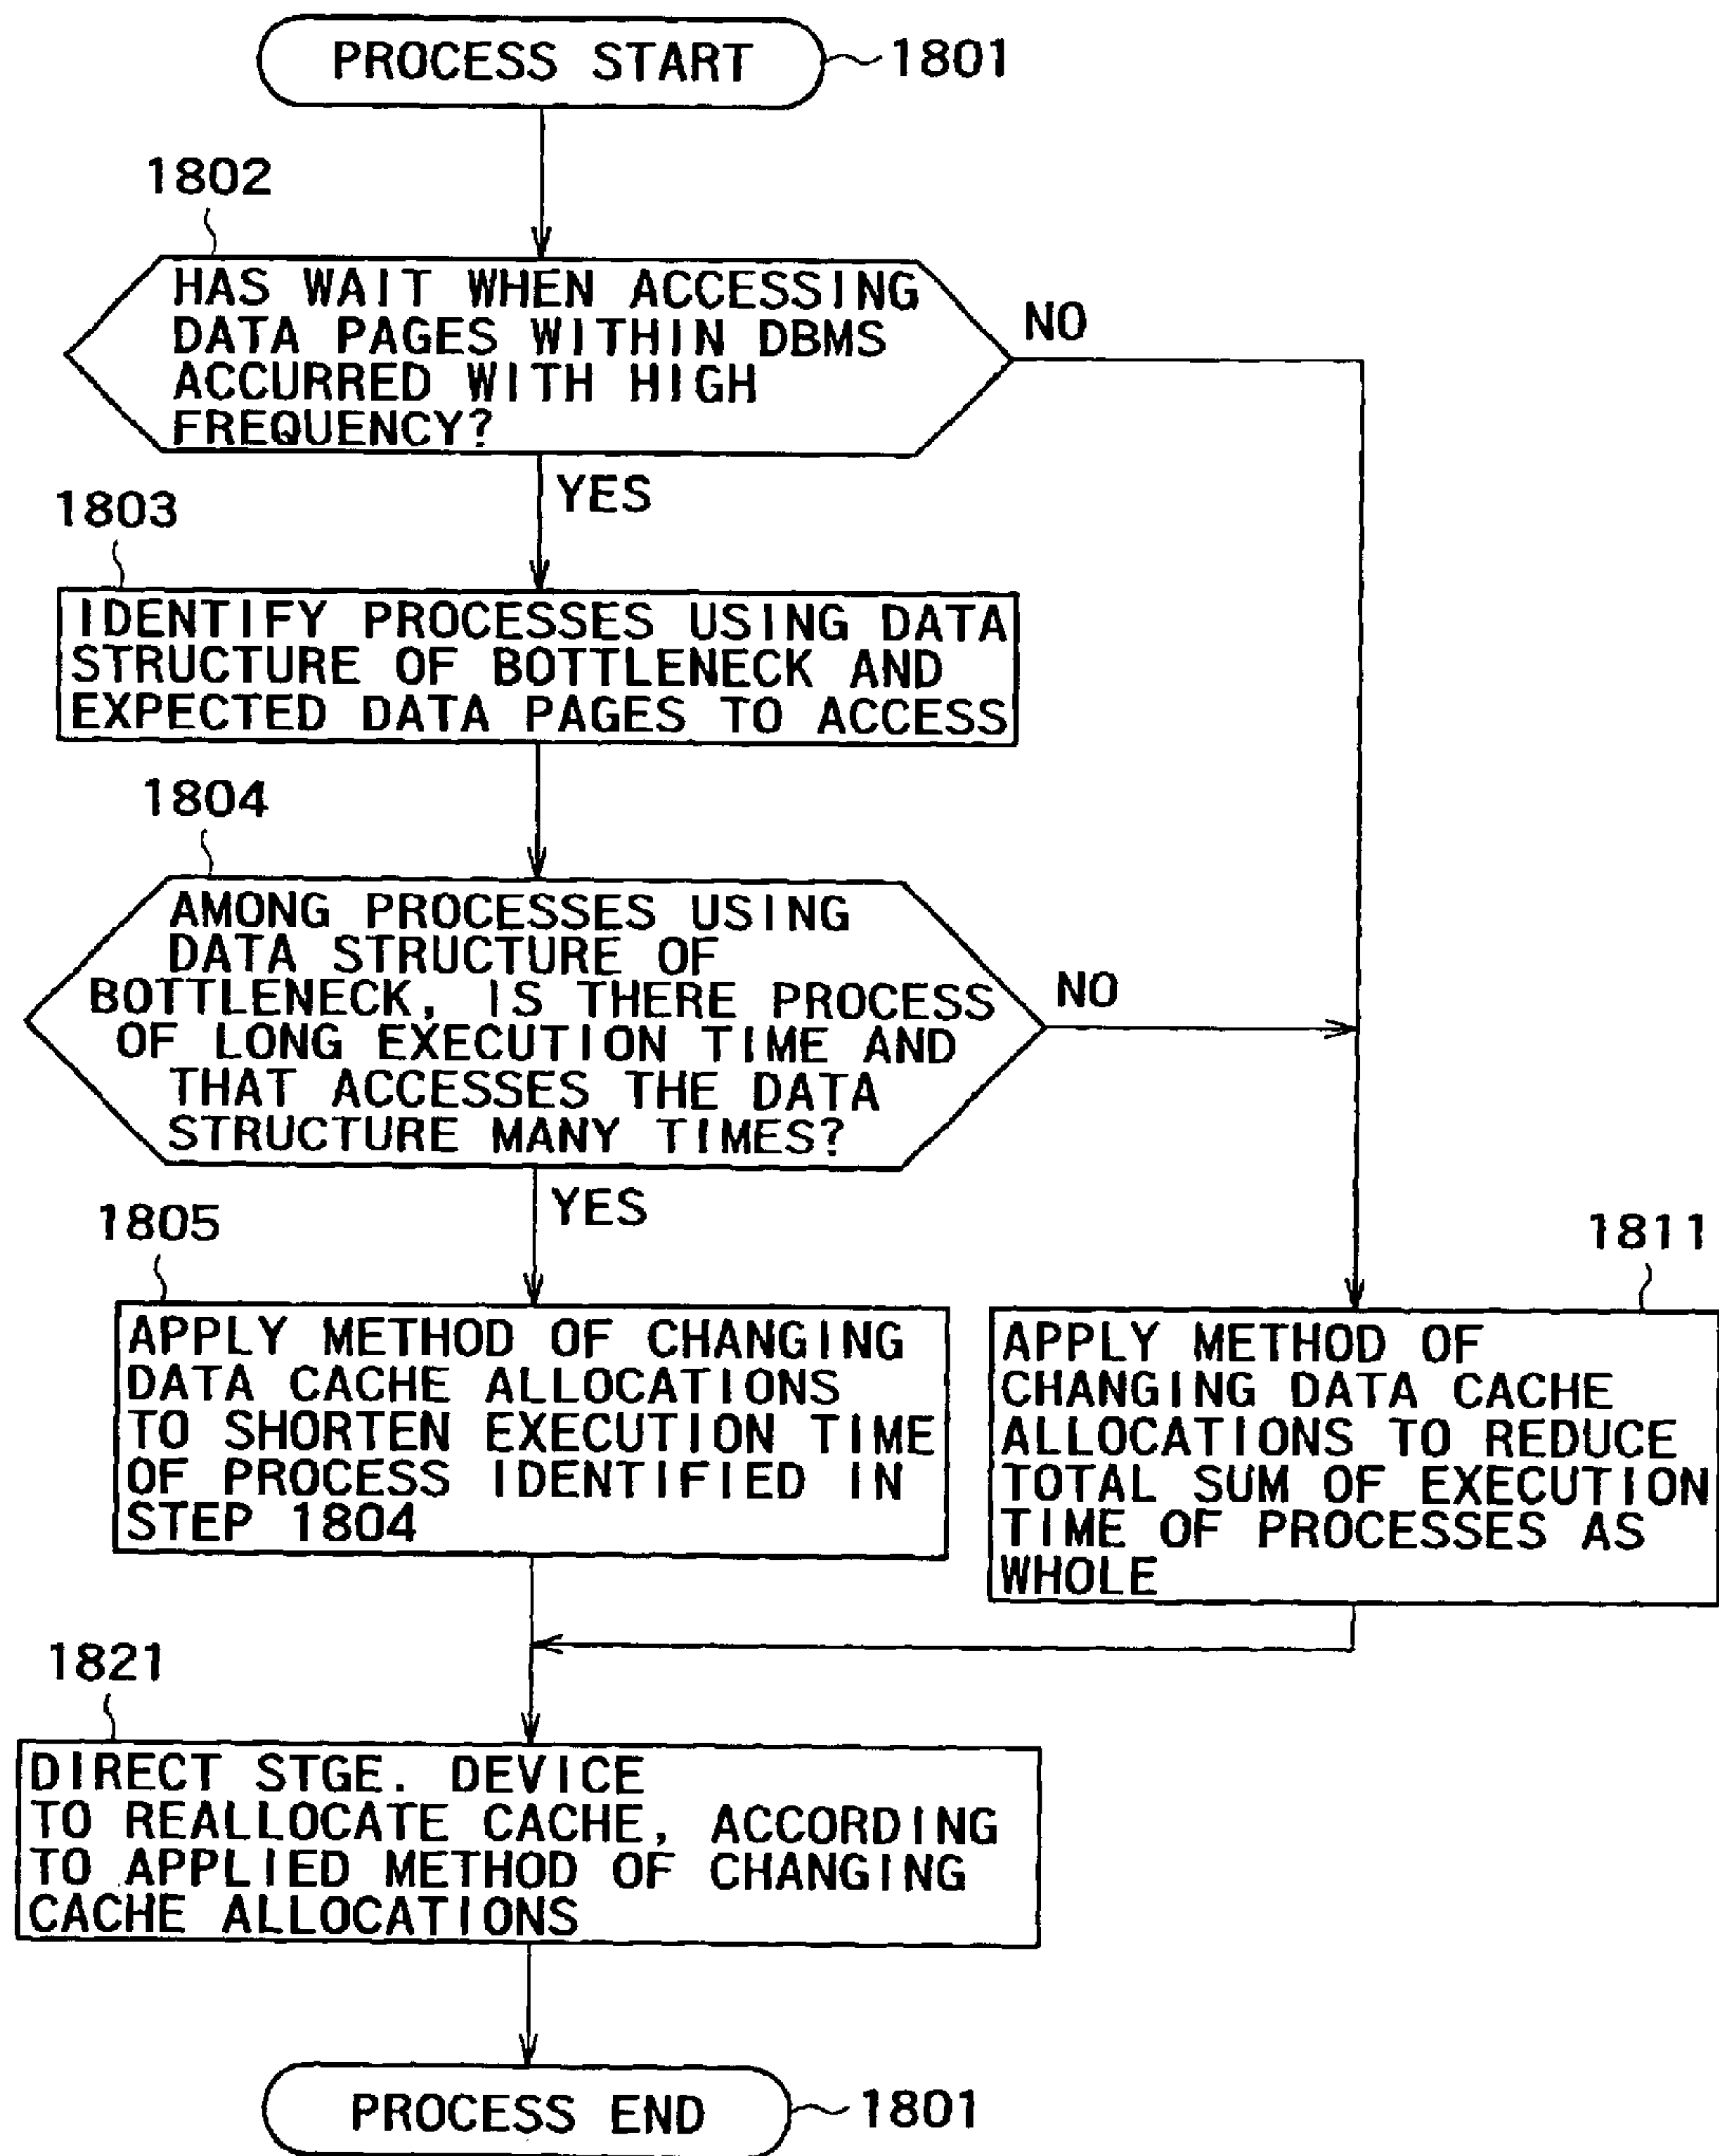 PROCESS START
1801
1802
HAS WAIT WHEN ACCESSING
DATA PAGES WITHIN DBMS
ACCURRED WITH HIGH
FREQUENCY?
NO
YES
1803
IDENTIFY PROCESSES USING DATA
STRUCTURE OF BOTTLENECK AND
EXPECTED DATA PAGES TO ACCESS
1804
AMONG PROCESSES USING
DATA STRUCTURE OF
BOTTLENECK, IS THERE PROCESS
OF LONG EXECUTION TIME AND
THAT ACCESSES THE DATA
STRUCTURE MANY TIMES?
NO
YES
1805
APPLY METHOD OF CHANGING
DATA CACHE ALLOCATIONS
TO SHORTEN EXECUTION TIME
OF PROCESS IDENTIFIED IN
STEP 1804
1811
APPLY METHOD OF
CHANGING DATA CACHE
ALLOCATIONS TO REDUCE
TOTAL SUM OF EXECUTION
TIME OF PROCESSES AS
WHOLE
1821
DIRECT STGE. DEVICE
TO REALLOCATE CACHE, ACCORDING
TO APPLIED METHOD OF CHANGING
CACHE ALLOCATIONS
PROCESS END
1801